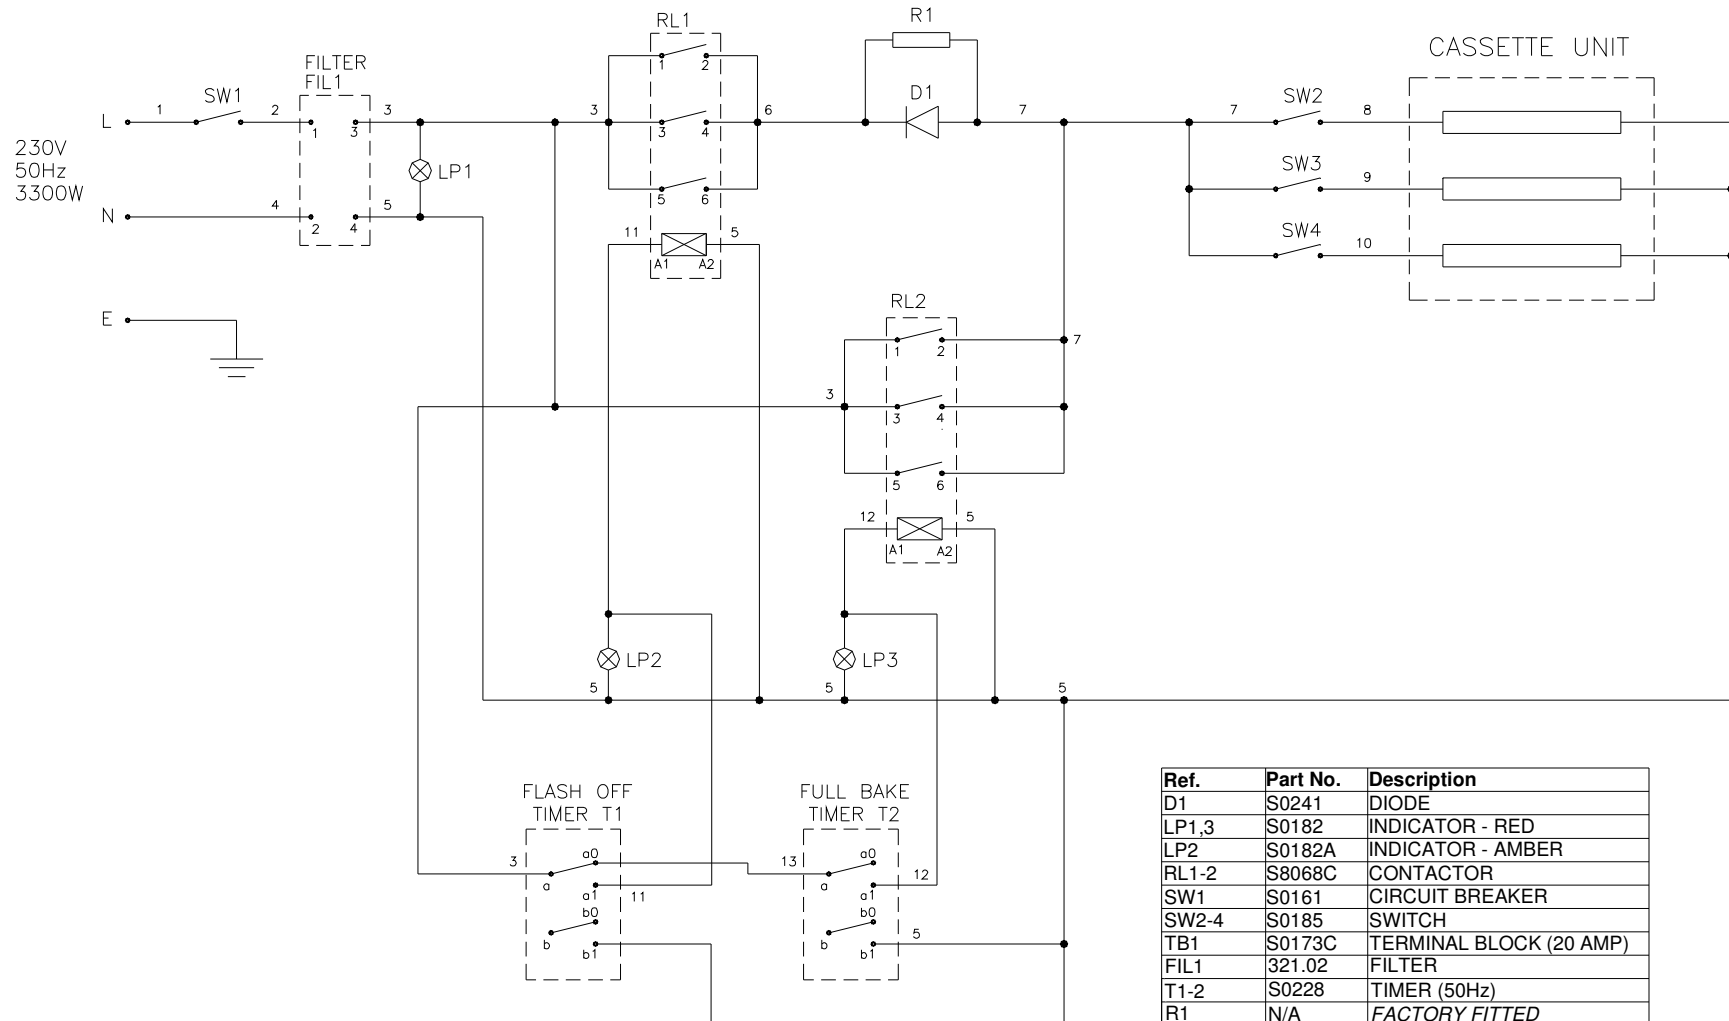 RL1
R1
CASSETTE UNIT
FILTER
FIL1
SW1
D1
SW2
L
1
2
1
3
3
3
1
2
3
4
6
7
7
8
230V
50Hz
3300W
LP1
SW3
9
5
6
N
4
2
4
5
SW4
10
11
5
A1
A2
E
RL2
1
2
7
3
3
4
5
6
12
5
A1
A2
LP2
LP3
5
5
5
FLASH OFF
TIMER T1
FULL BAKE
TIMER T2
3
a0
a
a1
11
b0
b
b1
13
a0
a
a1
12
b0
b
b1
5
Ref. Part No. Description
D1 S0241 DIODE
LP1,3 S0182 INDICATOR - RED
LP2 S0182A INDICATOR - AMBER
RL1-2 S8068C CONTACTOR
SW1 S0161 CIRCUIT BREAKER
SW2-4 S0185 SWITCH
TB1 S0173C TERMINAL BLOCK (20 AMP)
FIL1 321.02 FILTER
T1-2 S0228 TIMER (50Hz)
R1 N/A FACTORY FITTED